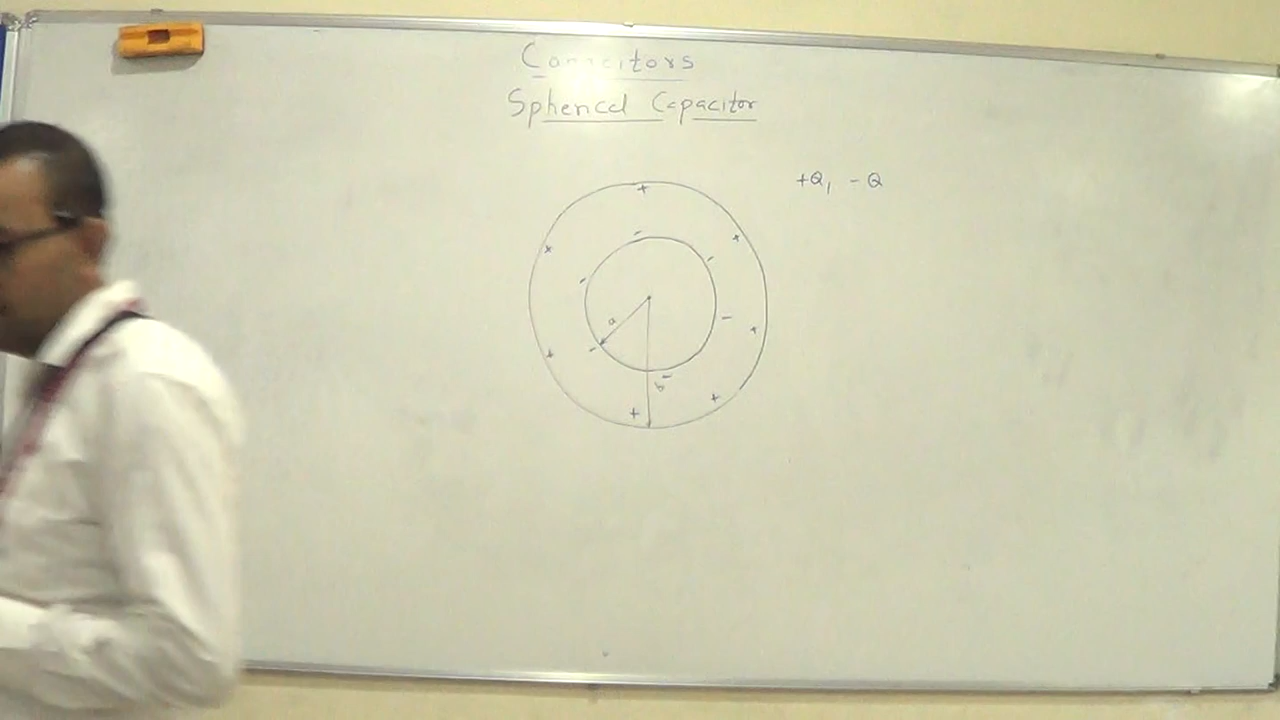 Capacitors
Spherical Capacitor
+Q, -Q
+
+ +
-
- -
a -
+
-
+ b -
+ +